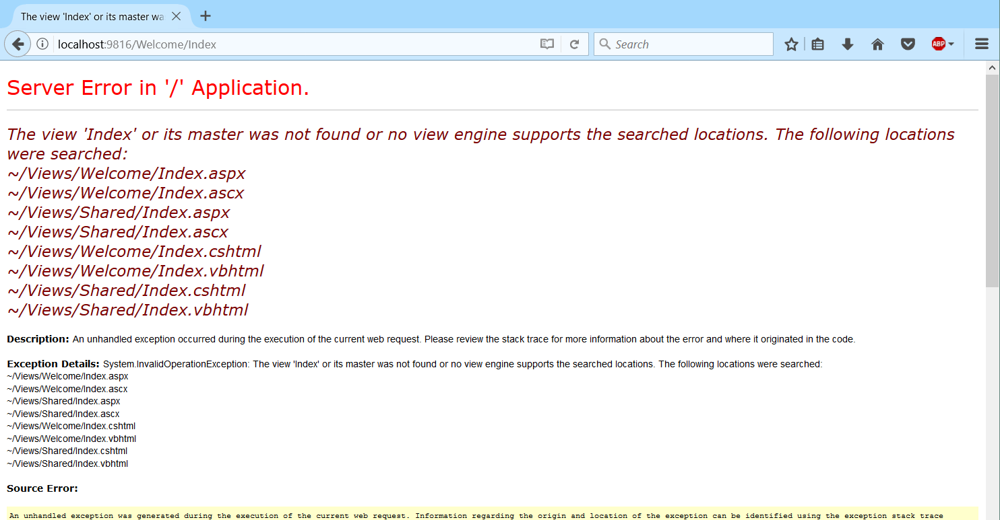 The view 'Index' or its master wa
localhost:9816/Welcome/Index
Search
ABP
Server Error in '/' Application.
The view 'Index' or its master was not found or no view engine supports the searched locations. The following locations
were searched:
~/Views/Welcome/Index.aspx
~/Views/Welcome/Index.ascx
~/Views/Shared/Index.aspx
~/Views/Shared/Index.ascx
~/Views/Welcome/Index.cshtml
~/Views/Welcome/Index.vbhtml
~/Views/Shared/Index.cshtml
~/Views/Shared/Index.vbhtml
Description: An unhandled exception occurred during the execution of the current web request. Please review the stack trace for more information about the error and where it originated in the code.
Exception Details: System.InvalidOperationException: The view 'Index' or its master was not found or no view engine supports the searched locations. The following locations were searched:
~/Views/Welcome/Index.aspx
~/Views/Welcome/Index.ascx
~/Views/Shared/Index.aspx
~/Views/Shared/Index.ascx
~/Views/Welcome/Index.cshtml
~/Views/Welcome/Index.vbhtml
~/Views/Shared/Index.cshtml
~/Views/Shared/Index.vbhtml
Source Error:
An unhandled exception was generated during the execution of the current web request. Information regarding the origin and location of the exception can be identified using the exception stack trace